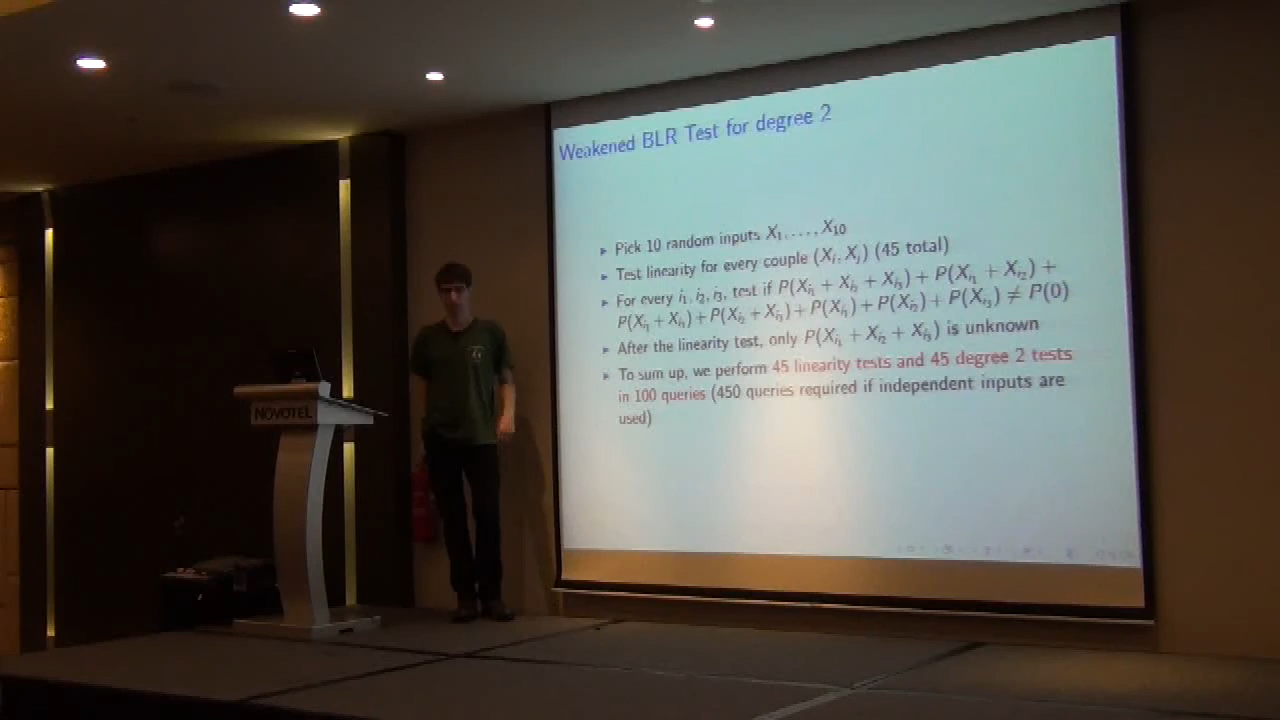 Weakened BLR Test for degree 2
▸ Pick 10 random inputs X₁, . . . , X₁₀
▸ Test linearity for every couple (Xᵢ, Xⱼ) (45 total)
▸ For every i₁, i₂, i₃, test if P(Xᵢ₁ + Xᵢ₂ + Xᵢ₃) + P(Xᵢ₁ + Xᵢ₂) +
P(Xᵢ₁ + Xᵢ₃) + P(Xᵢ₂ + Xᵢ₃) + P(Xᵢ₁) + P(Xᵢ₂) + P(Xᵢ₃) ≠ P(0)
▸ After the linearity test, only P(Xᵢ₁ + Xᵢ₂ + Xᵢ₃) is unknown
▸ To sum up, we perform 45 linearity tests and 45 degree 2 tests
in 100 queries (450 queries required if independent inputs are
used)
NOVOTEL